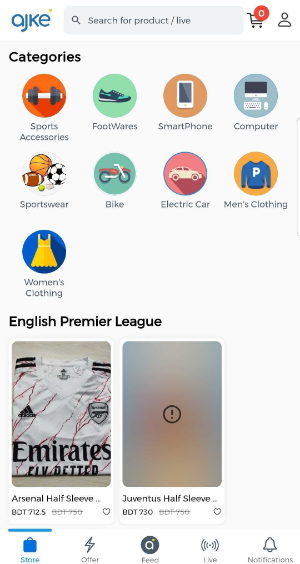 ajke
Search for product / live
0
Categories
Sports Accessories
FootWares
SmartPhone
Computer
Sportswear
Bike
Electric Car
P
Men's Clothing
Women's Clothing
English Premier League
adidas
Arsenal
Emirates
FLY BETTER
Arsenal Half Sleeve ...
BDT 712.5 BDT 750
Juventus Half Sleeve ...
BDT 730 BDT 750
Store
Offer
a
Feed
Live
Notifications